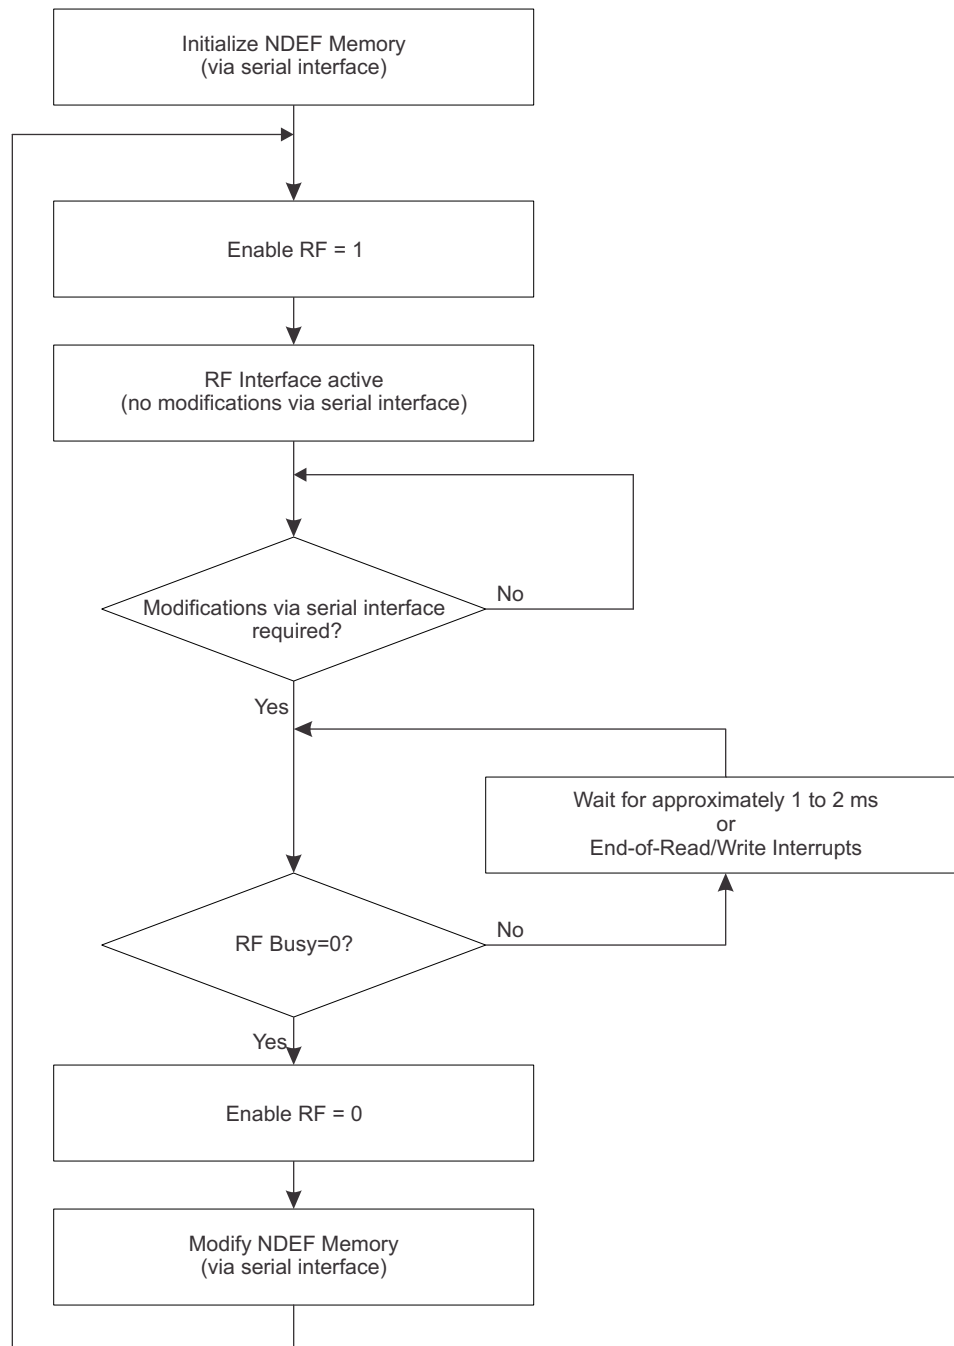 Initialize NDEF Memory
(via serial interface)
Enable RF = 1
RF Interface active
(no modifications via serial interface)
Modifications via serial interface
required?
No
Yes
Wait for approximately 1 to 2 ms
or
End-of-Read/Write Interrupts
RF Busy=0?
No
Yes
Enable RF = 0
Modify NDEF Memory
(via serial interface)